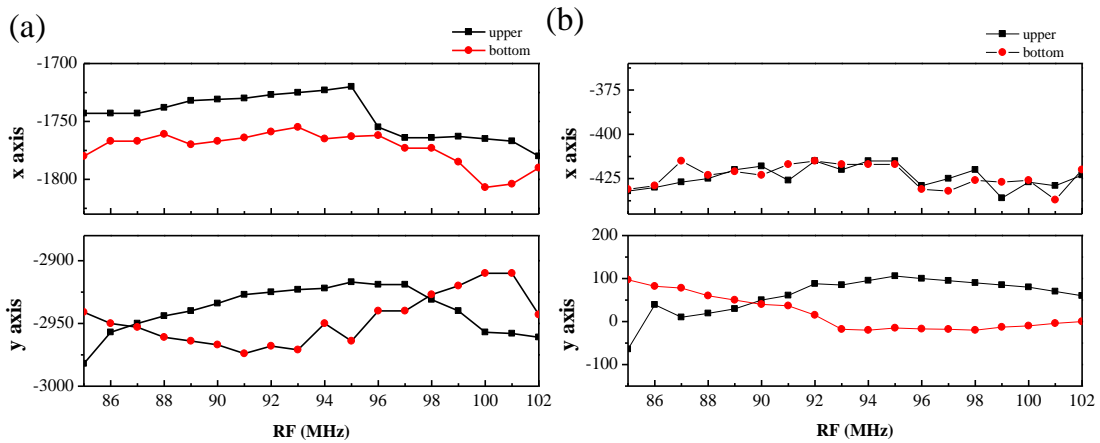 (a)
upper
bottom
-1700
-1750
-1800
x axis
-2900
-2950
-3000
y axis
86 88 90 92 94 96 98 100 102
RF (MHz)
(b)
upper
bottom
-375
-400
-425
x axis
200
100
0
-100
y axis
86 88 90 92 94 96 98 100 102
RF (MHz)